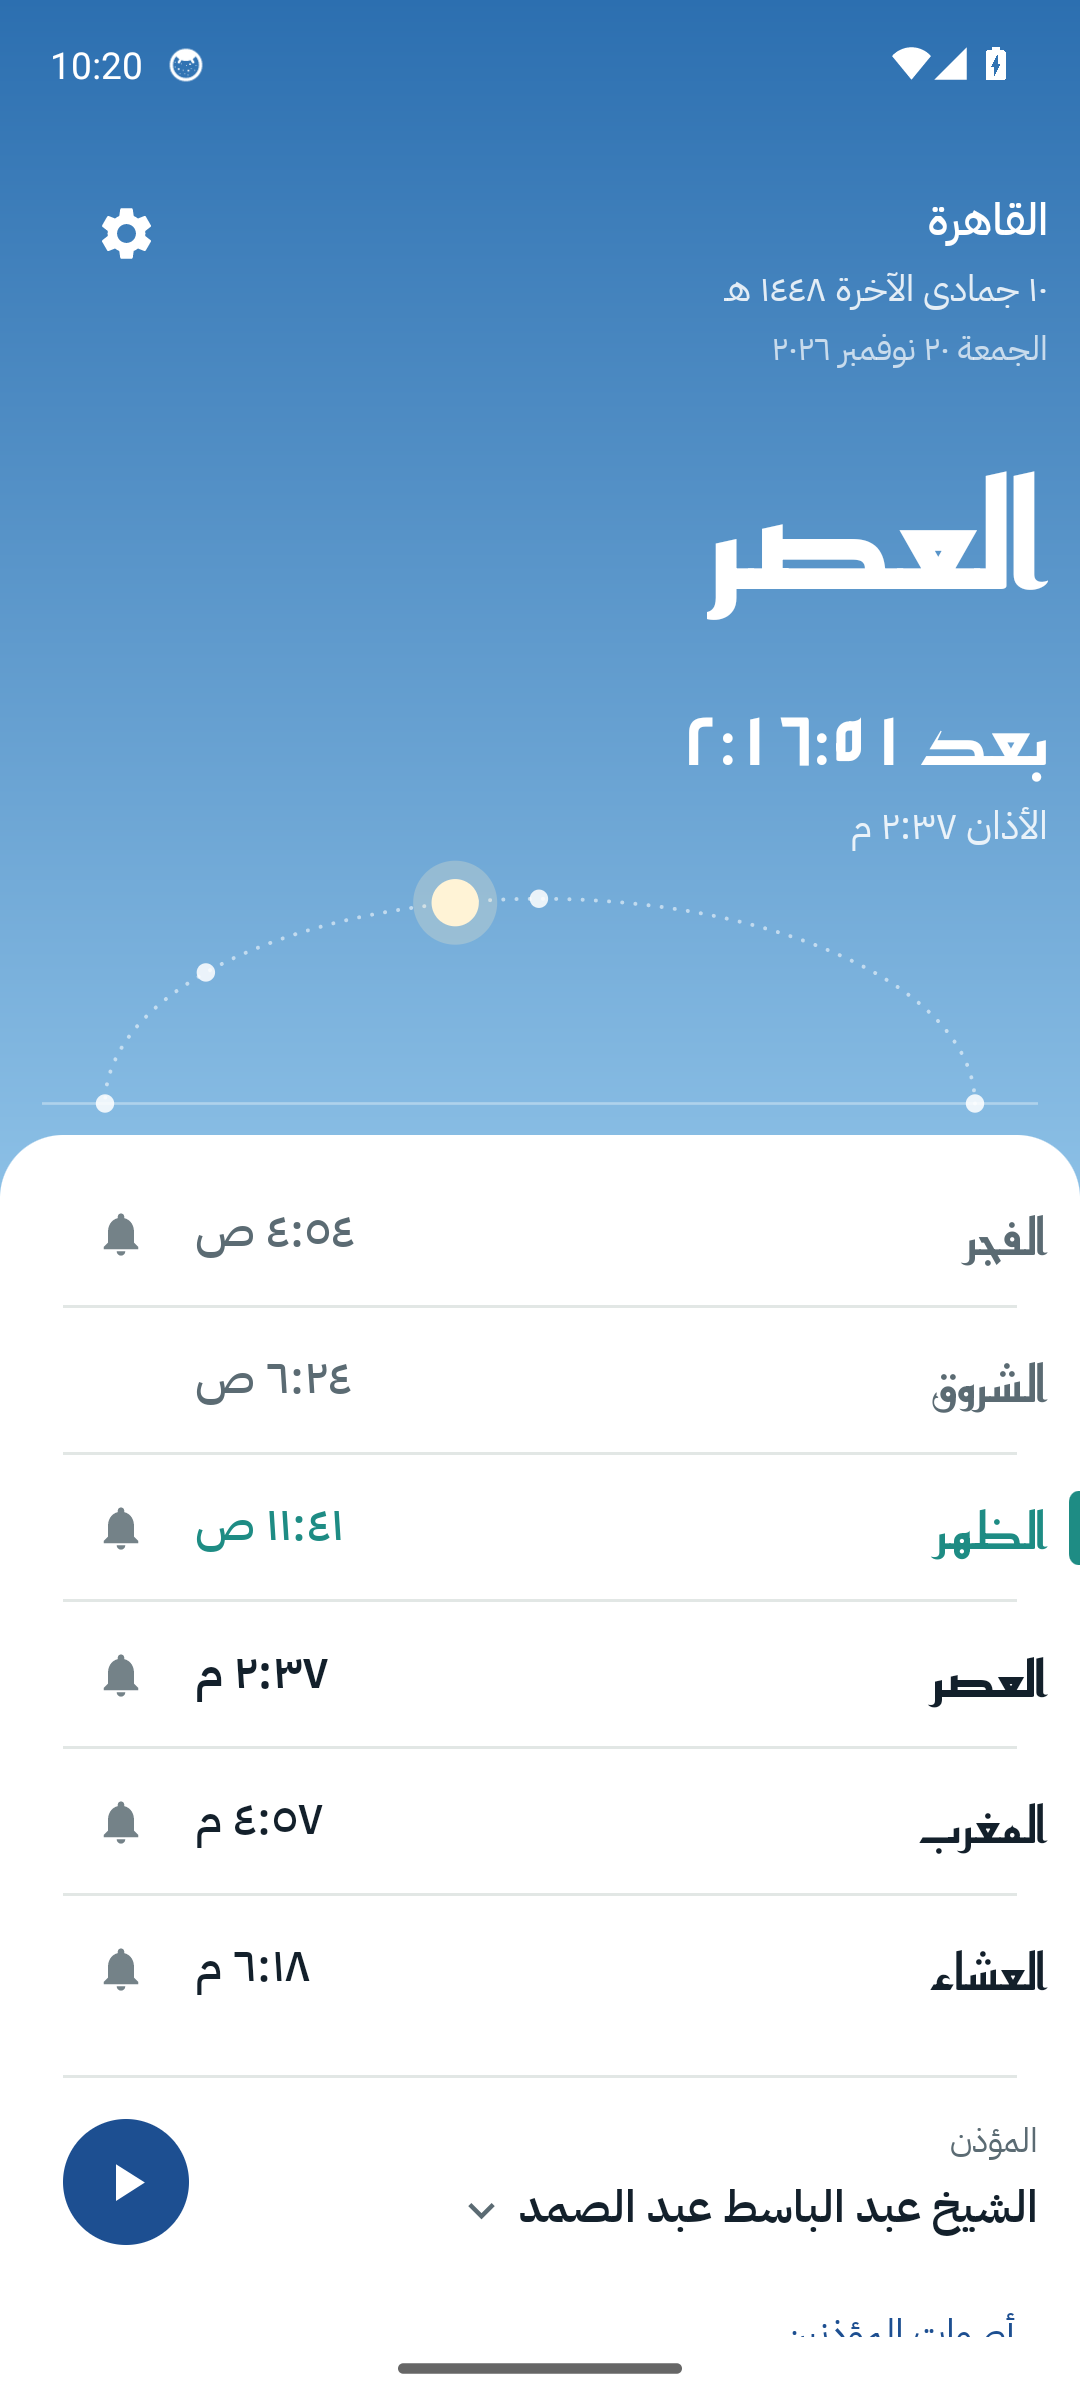 10:20
القاهرة
١٠ جمادى الآخرة ١٤٤٨ هـ
الجمعة ٢٠ نوفمبر ٢٠٢٦
العصر
بعد ٢:١٦:٥١
الأذان ٢:٣٧ م
الفجر ٤:٥٤ ص
الشروق ٦:٢٤ ص
الظهر ١١:٤١ ص
العصر ٢:٣٧ م
المغرب ٤:٥٧ م
العشاء ٦:١٨ م
المؤذن
الشيخ عبد الباسط عبد الصمد
أصوات المؤذنين